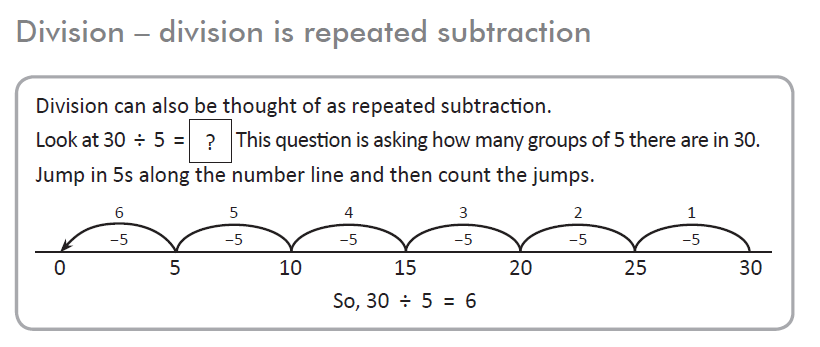 Division – division is repeated subtraction
Division can also be thought of as repeated subtraction.
Look at 30 ÷ 5 = ? This question is asking how many groups of 5 there are in 30.
Jump in 5s along the number line and then count the jumps.
6 5 4 3 2 1
–5 –5 –5 –5 –5 –5
0 5 10 15 20 25 30
So, 30 ÷ 5 = 6